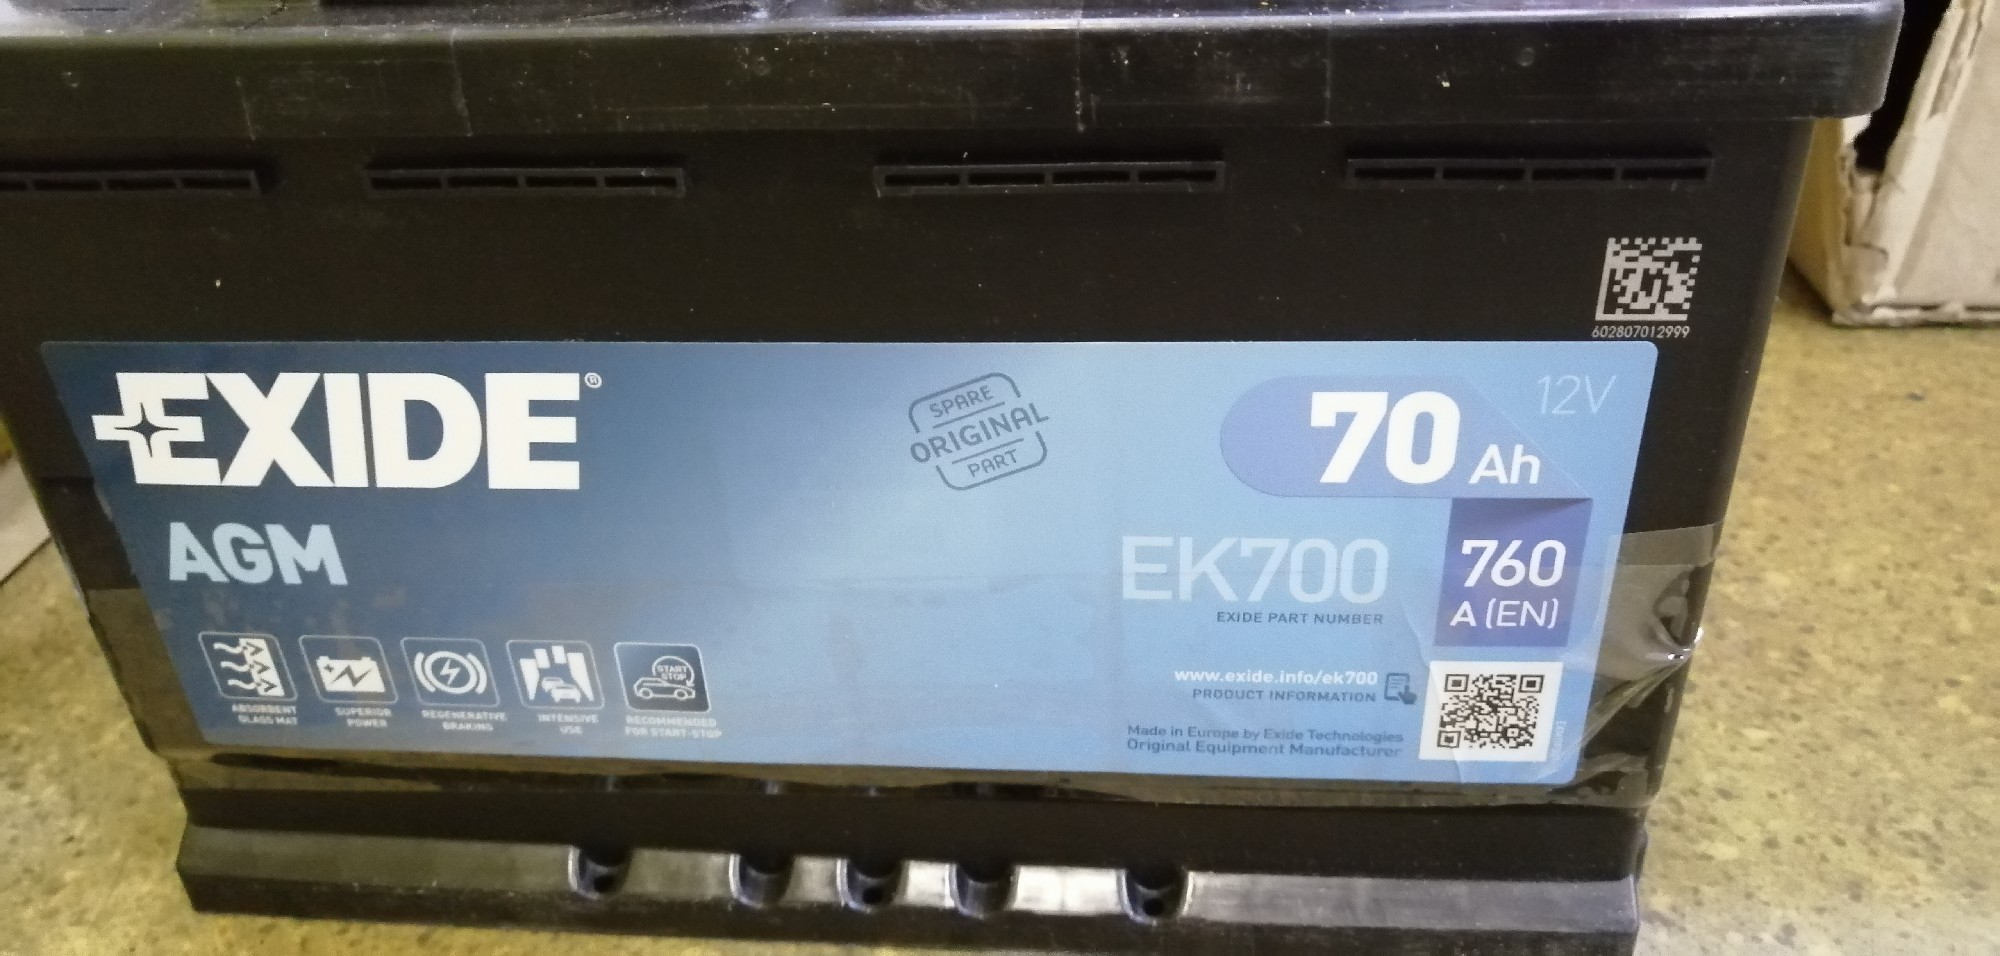 602807012999
EXIDE®
SPARE
ORIGINAL
PART
70 Ah
12V
AGM
EK700
EXIDE PART NUMBER
760
A (EN)
START
STOP
ABSORBENT
GLASS MAT
SUPERIOR
POWER
REGENERATIVE
BRAKING
INTENSIVE
USE
RECOMMENDED
FOR START-STOP
www.exide.info/ek700
PRODUCT INFORMATION
Made in Europe by Exide Technologies
Original Equipment Manufacturer